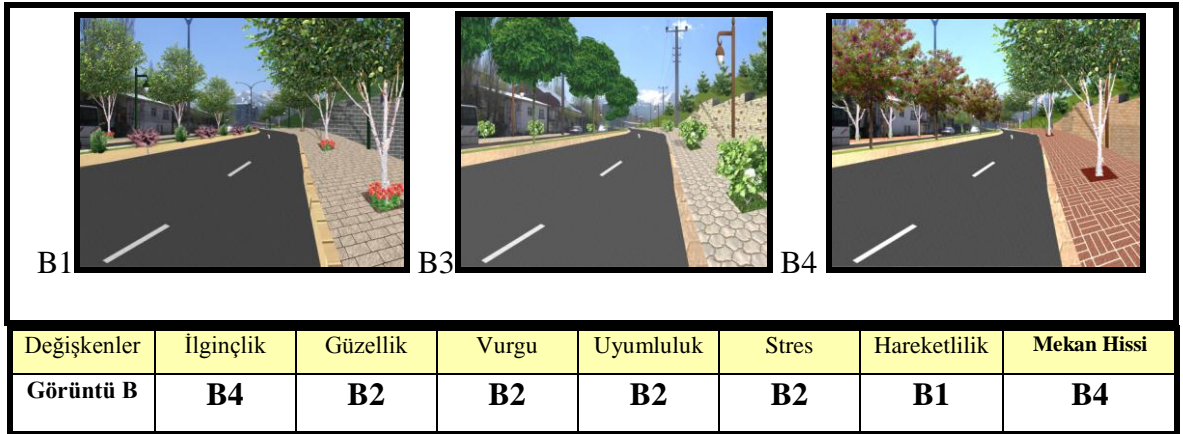 B1 B3 B4
Değişkenler İlginçlik Güzellik Vurgu Uyumluluk Stres Hareketlilik Mekan Hissi
Görüntü B B4 B2 B2 B2 B2 B1 B4